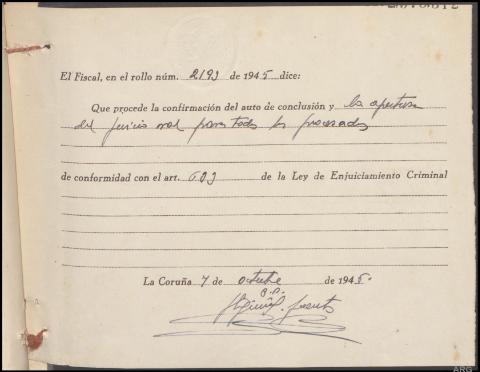 El Fiscal, en el rollo núm. 2193 de 1945 dice:
Que procede la confirmación del auto de conclusión y la apertura
del juicio oral para todos los procesados
de conformidad con el art. 603 de la Ley de Enjuiciamiento Criminal
La Coruña 7 de octubre de 1945.
ARG